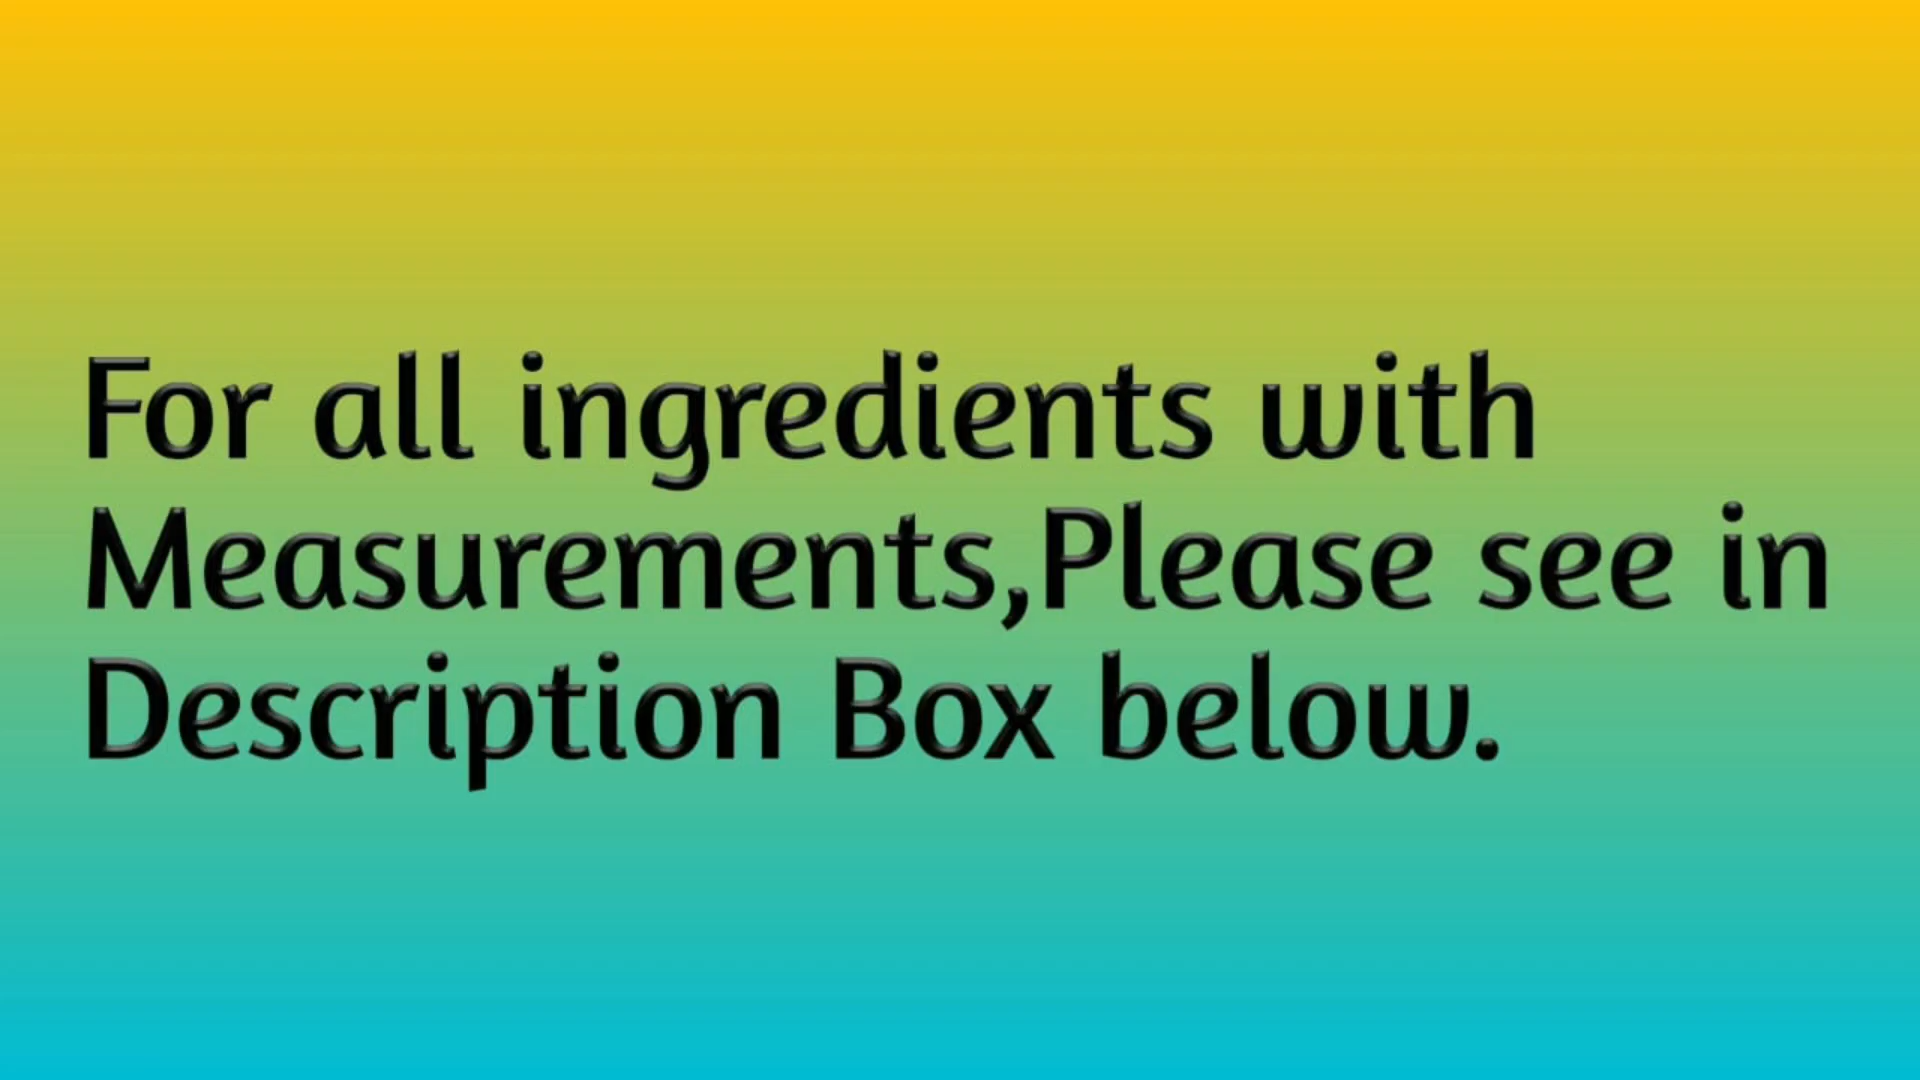 For all ingredients with
Measurements,Please see in
Description Box below.